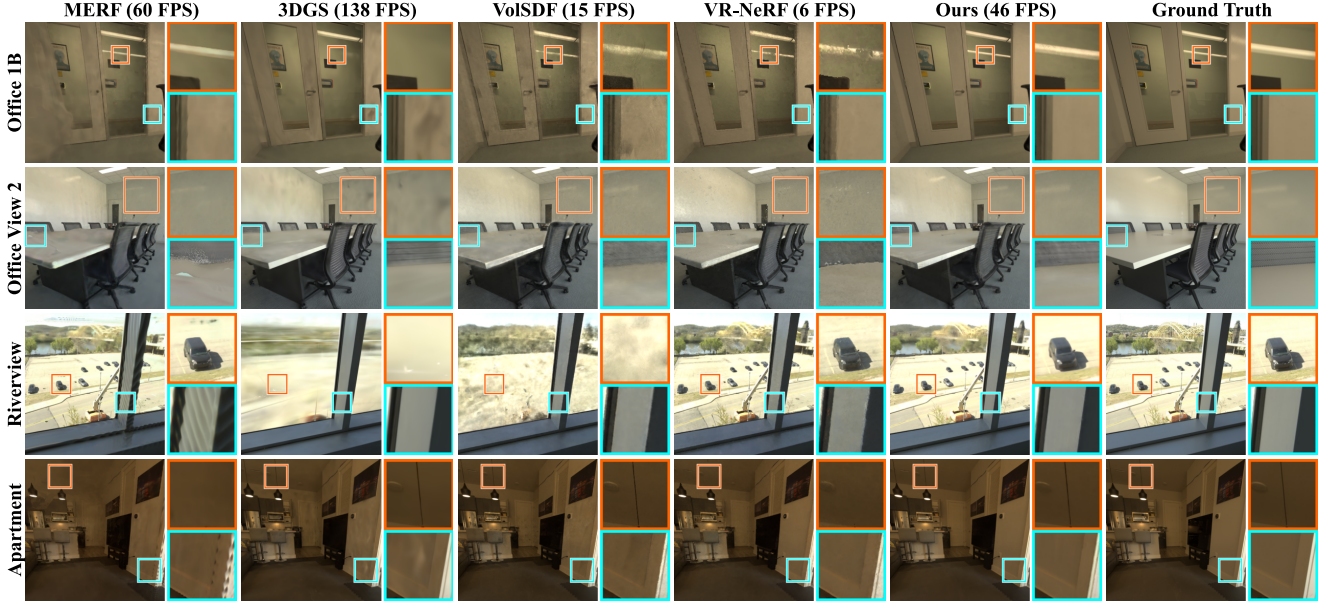 MERF (60 FPS) 3DGS (138 FPS) VolSDF (15 FPS) VR-NeRF (6 FPS) Ours (46 FPS) Ground Truth
Office 1B
Office View 2
Riverview
Apartment